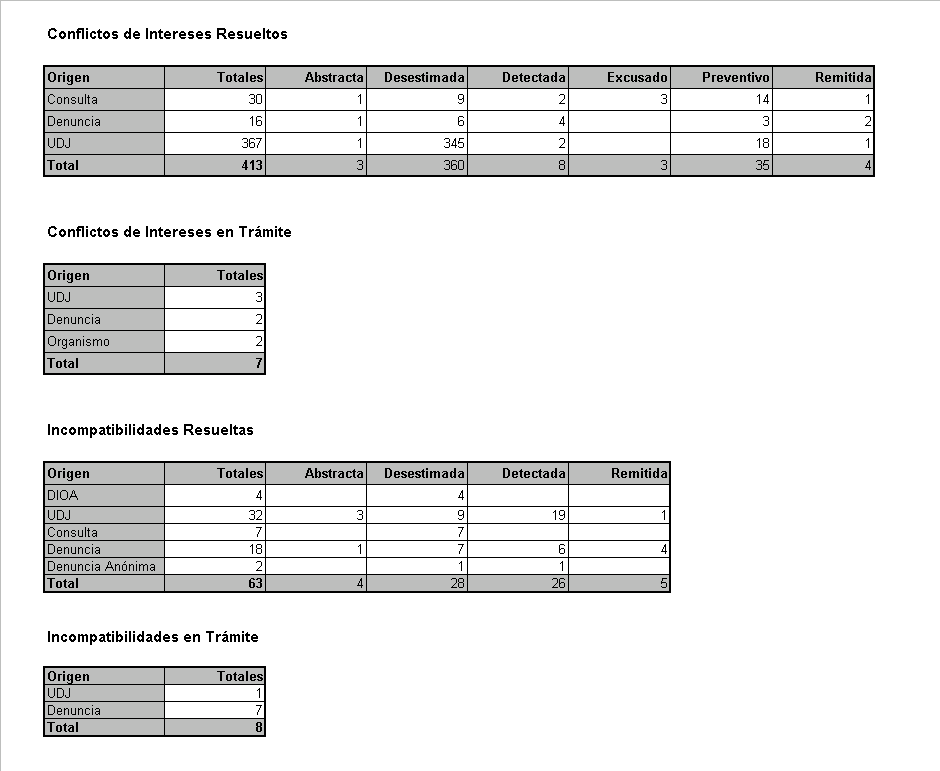 Conflictos de Intereses Resueltos
Origen Totales Abstracta Desestimada Detectada Excusado Preventivo Remitida
Consulta 30 1 9 2 3 14 1
Denuncia 16 1 6 4 3 2
UDJ 367 1 345 2 18 1
Total 413 3 360 8 3 35 4
Conflictos de Intereses en Trámite
Origen Totales
UDJ 3
Denuncia 2
Organismo 2
Total 7
Incompatibilidades Resueltas
Origen Totales Abstracta Desestimada Detectada Remitida
DIOA 4 4
UDJ 32 3 9 19 1
Consulta 7 7
Denuncia 18 1 7 6 4
Denuncia Anónima 2 1 1
Total 63 4 28 26 5
Incompatibilidades en Trámite
Origen Totales
UDJ 1
Denuncia 7
Total 8